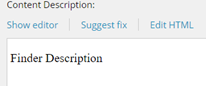 Content Description:
Show editor Suggest fix Edit HTML
Finder Description